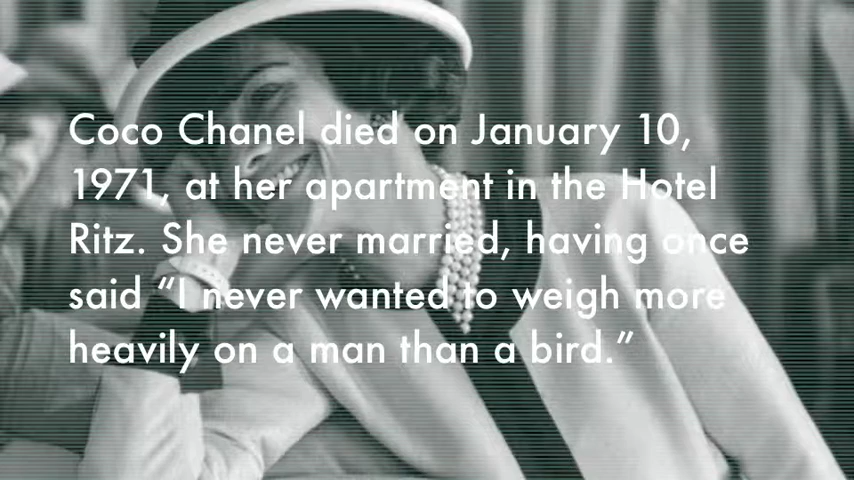 Coco Chanel died on January 10,
1971, at her apartment in the Hotel
Ritz. She never married, having once
said “I never wanted to weigh more
heavily on a man than a bird.”